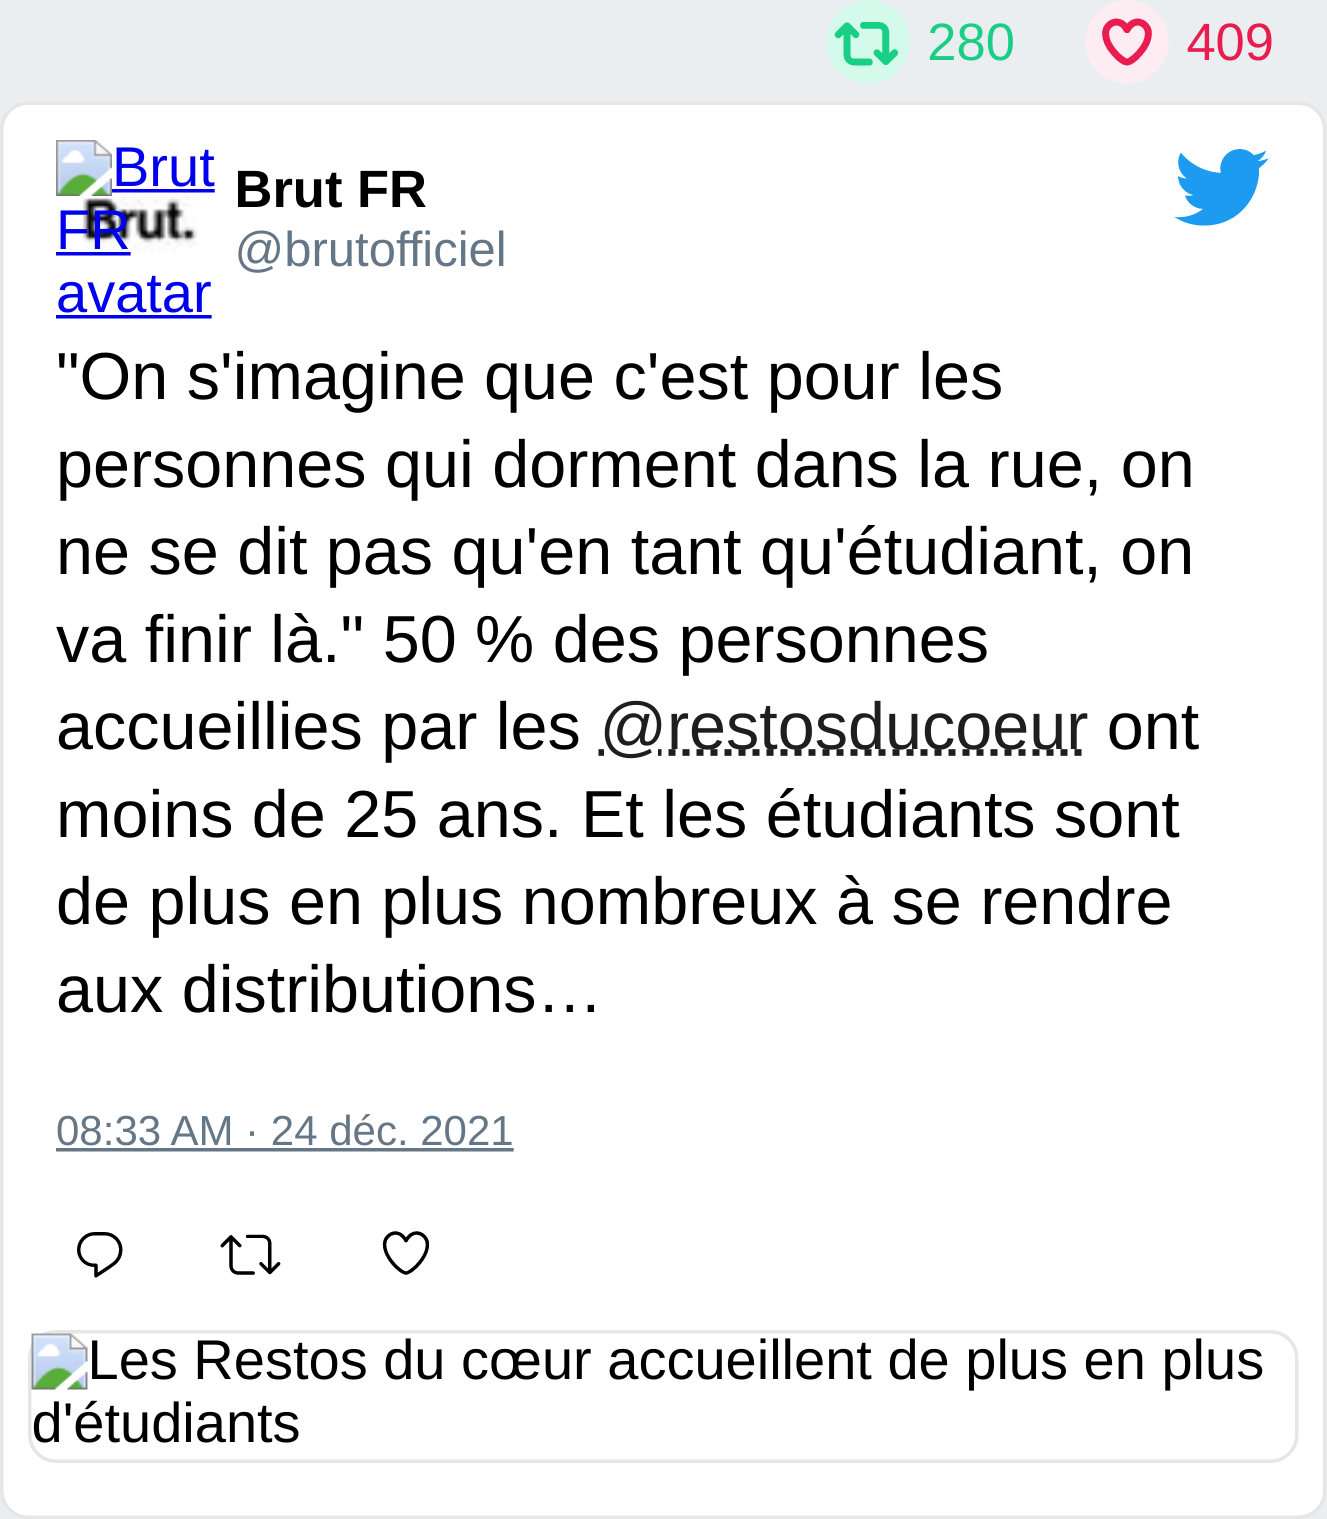 280 409
Brut
FR
avatar
Brut.
Brut FR
@brutofficiel
"On s'imagine que c'est pour les
personnes qui dorment dans la rue, on
ne se dit pas qu'en tant qu'étudiant, on
va finir là." 50 % des personnes
accueillies par les @restosducoeur ont
moins de 25 ans. Et les étudiants sont
de plus en plus nombreux à se rendre
aux distributions…
08:33 AM · 24 déc. 2021
Les Restos du cœur accueillent de plus en plus
d'étudiants